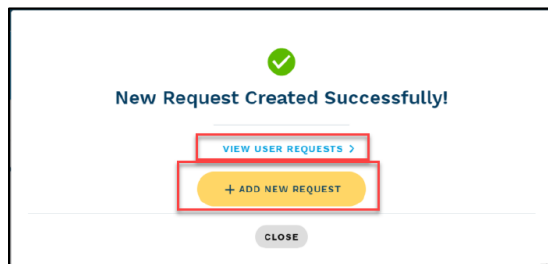 New Request Created Successfully!
VIEW USER REQUESTS >
+ ADD NEW REQUEST
CLOSE